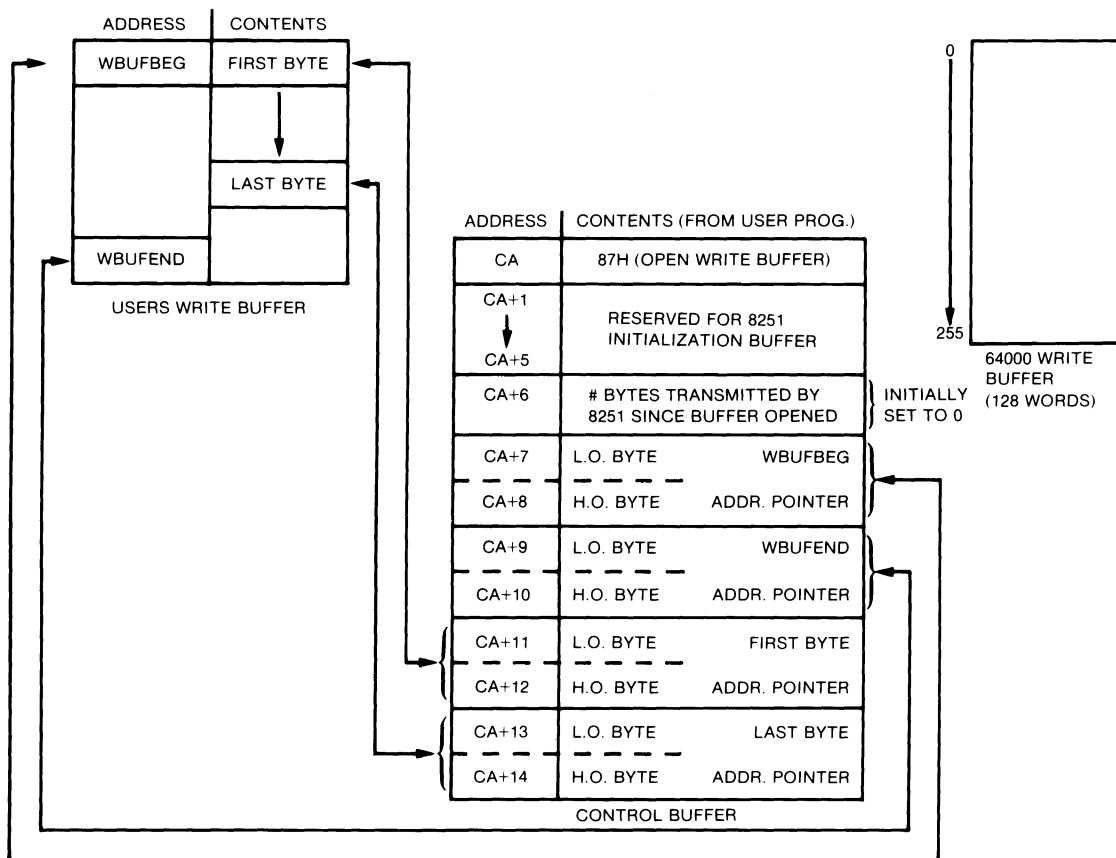 ADDRESS CONTENTS
WBUFBEG FIRST BYTE
LAST BYTE
WBUFEND
USERS WRITE BUFFER
0
255
64000 WRITE
BUFFER
(128 WORDS)
ADDRESS CONTENTS (FROM USER PROG.)
CA 87H (OPEN WRITE BUFFER)
CA+1
RESERVED FOR 8251
INITIALIZATION BUFFER
CA+5
CA+6 # BYTES TRANSMITTED BY
8251 SINCE BUFFER OPENED
INITIALLY
SET TO 0
CA+7 L.O. BYTE WBUFBEG
CA+8 H.O. BYTE ADDR. POINTER
CA+9 L.O. BYTE WBUFEND
CA+10 H.O. BYTE ADDR. POINTER
CA+11 L.O. BYTE FIRST BYTE
CA+12 H.O. BYTE ADDR. POINTER
CA+13 L.O. BYTE LAST BYTE
CA+14 H.O. BYTE ADDR. POINTER
CONTROL BUFFER